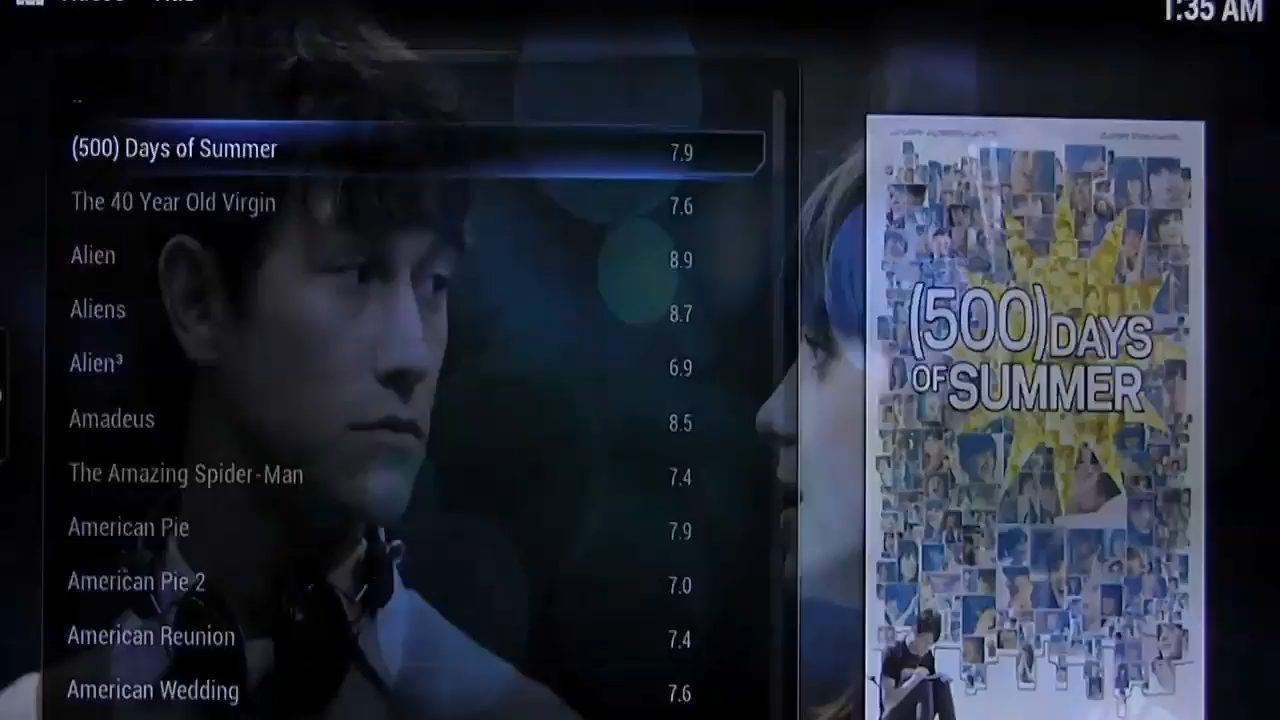 1:35 AM
..
(500) Days of Summer 7.9
The 40 Year Old Virgin 7.6
Alien 8.9
Aliens 8.7
Alien³ 6.9
Amadeus 8.5
The Amazing Spider-Man 7.4
American Pie 7.9
American Pie 2 7.0
American Reunion 7.4
American Wedding 7.6
(500) DAYS
OF SUMMER